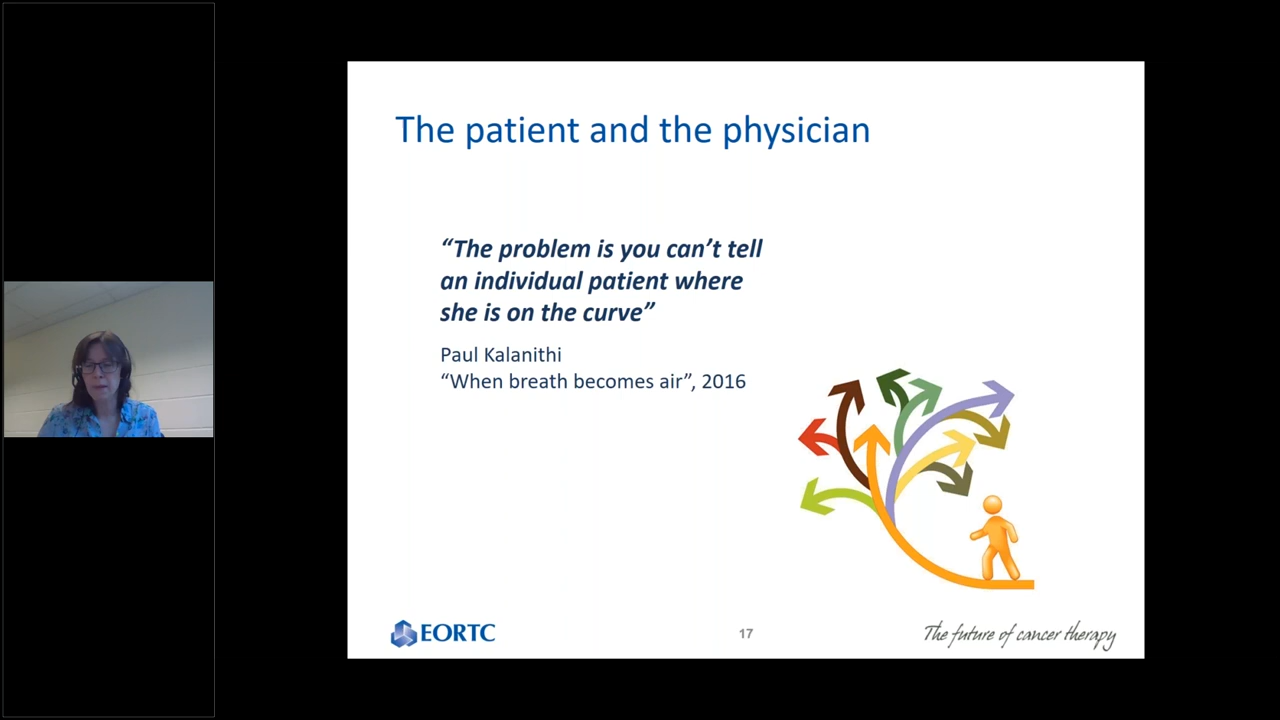 The patient and the physician
“The problem is you can’t tell
an individual patient where
she is on the curve”
Paul Kalanithi
“When breath becomes air”, 2016
EORTC
17
The future of cancer therapy